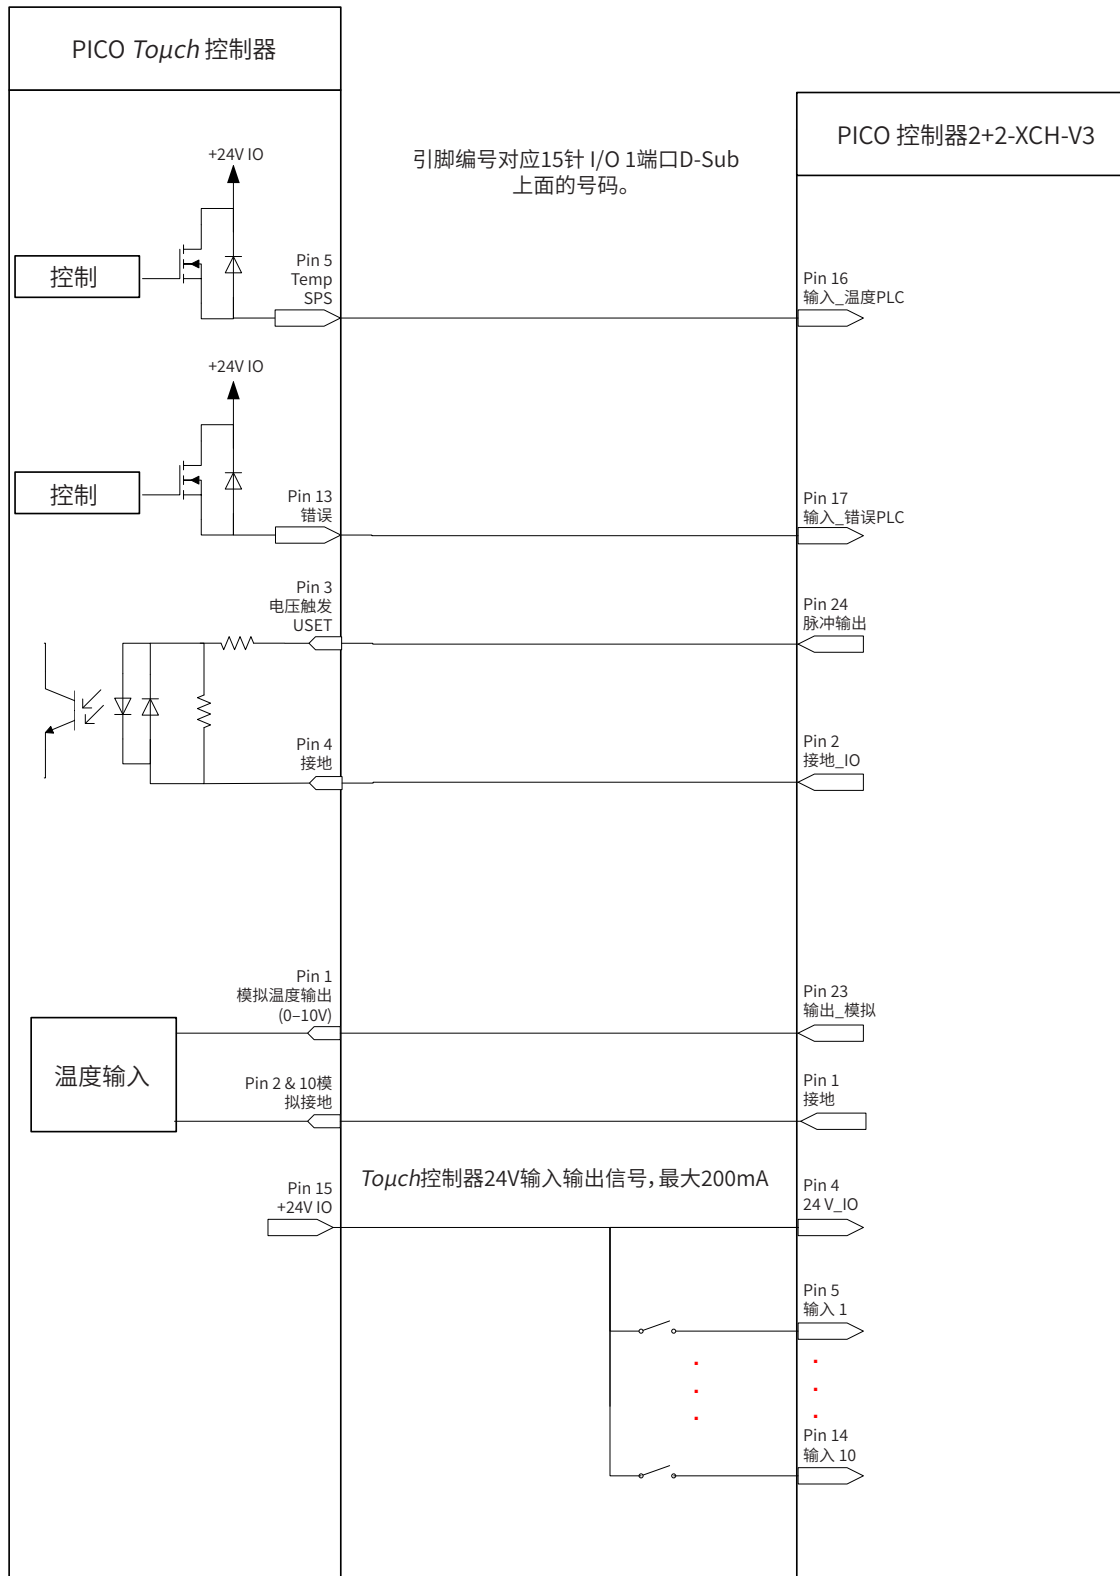 PICO Toµch 控制器
PICO 控制器2+2-XCH-V3
引脚编号对应15针 I/O 1端口D-Sub
上面的号码。
+24V IO
控制
Pin 5
Temp
SPS
Pin 16
输入_温度PLC
+24V IO
控制
Pin 13
错误
Pin 17
输入_错误PLC
Pin 3
电压触发
USET
Pin 24
脉冲输出
Pin 4
接地
Pin 2
接地_IO
Pin 1
模拟温度输出
(0–10V)
Pin 23
输出_模拟
温度输入
Pin 2 & 10模
拟接地
Pin 1
接地
Toµch控制器24V输入输出信号，最大200mA
Pin 15
+24V IO
Pin 4
24 V_IO
Pin 5
输入 1
Pin 14
输入 10